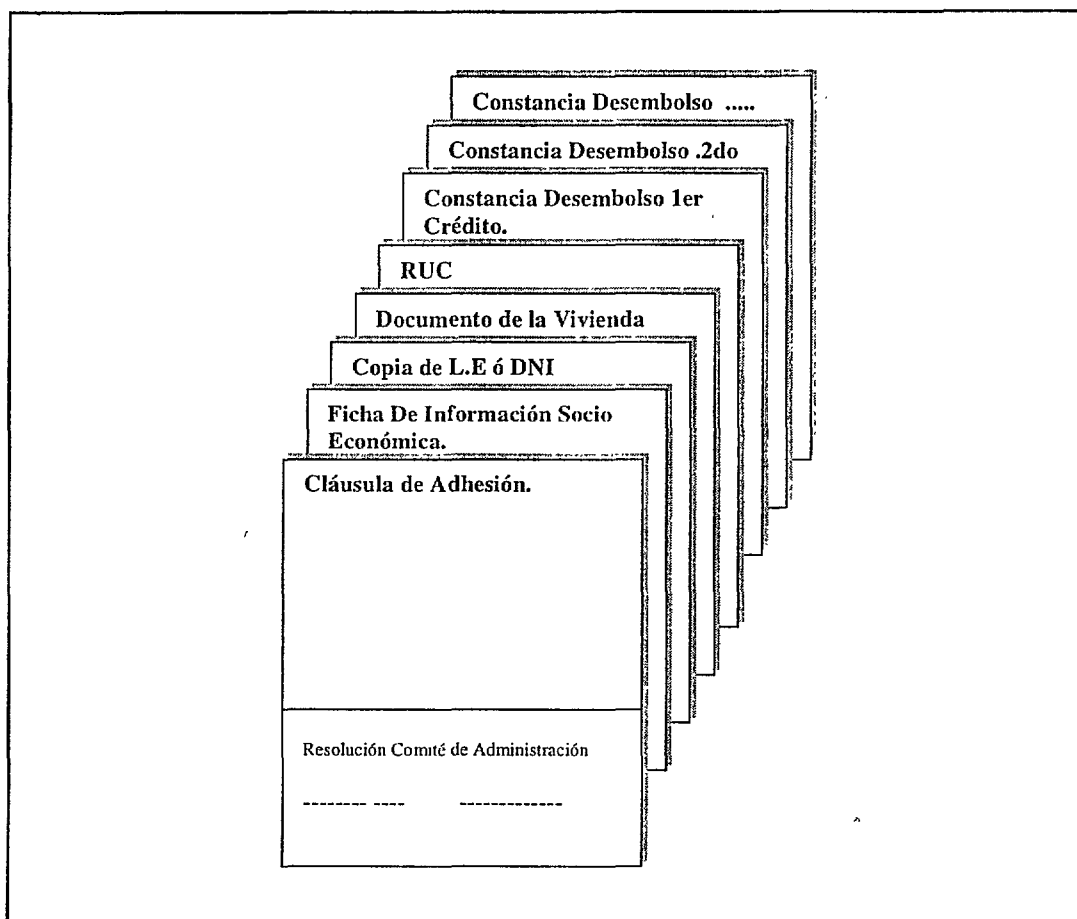 Constancia Desembolso .....
Constancia Desembolso .2do
Constancia Desembolso 1er
Crédito.
RUC
Documento de la Vivienda
Copia de L.E ó DNI
Ficha De Información Socio
Económica.
Cláusula de Adhesión.
Resolución Comité de Administración
-------- ---- -------------